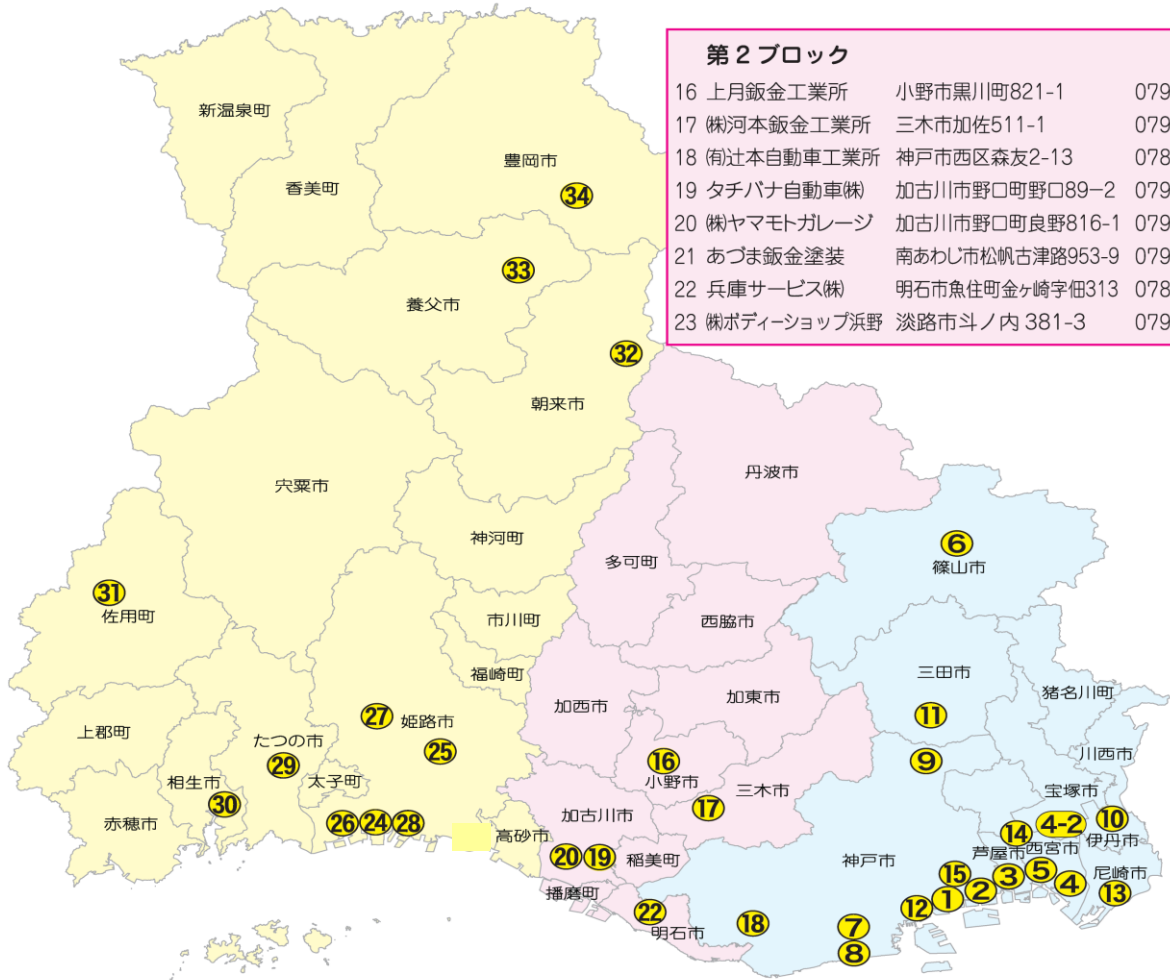 第2ブロック
16 上月鈑金工業所 小野市黒川町821-1 079
17 ㈱河本鈑金工業所 三木市加佐511-1 079
18 ㈲辻本自動車工業所 神戸市西区森友2-13 078
19 タチバナ自動車㈱ 加古川市野口町野口89−2 079
20 ㈱ヤマモトガレージ 加古川市野口町良野816-1 079
21 あづま鈑金塗装 南あわじ市松帆古津路953-9 079
22 兵庫サービス㈱ 明石市魚住町金ヶ崎字佃313 078
23 ㈱ボディーショップ浜野 淡路市斗ノ内 381-3 079
新温泉町
豊岡市
香美町
34
33
養父市
32
朝来市
丹波市
宍粟市
神河町
6
多可町
篠山市
31
佐用町
市川町
西脇市
福崎町
三田市
猪名川町
加西市
加東市
27
姫路市
11
上郡町
たつの市
25
川西市
29
16
9
相生市
太子町
小野市
三木市
宝塚市
30
17
赤穂市
加古川市
26
24
28
高砂市
14
4-2
10
伊丹市
20
19
稲美町
神戸市
芦屋市
西宮市
15
3
5
4
尼崎市
播磨町
1
2
13
22
明石市
18
12
7
8